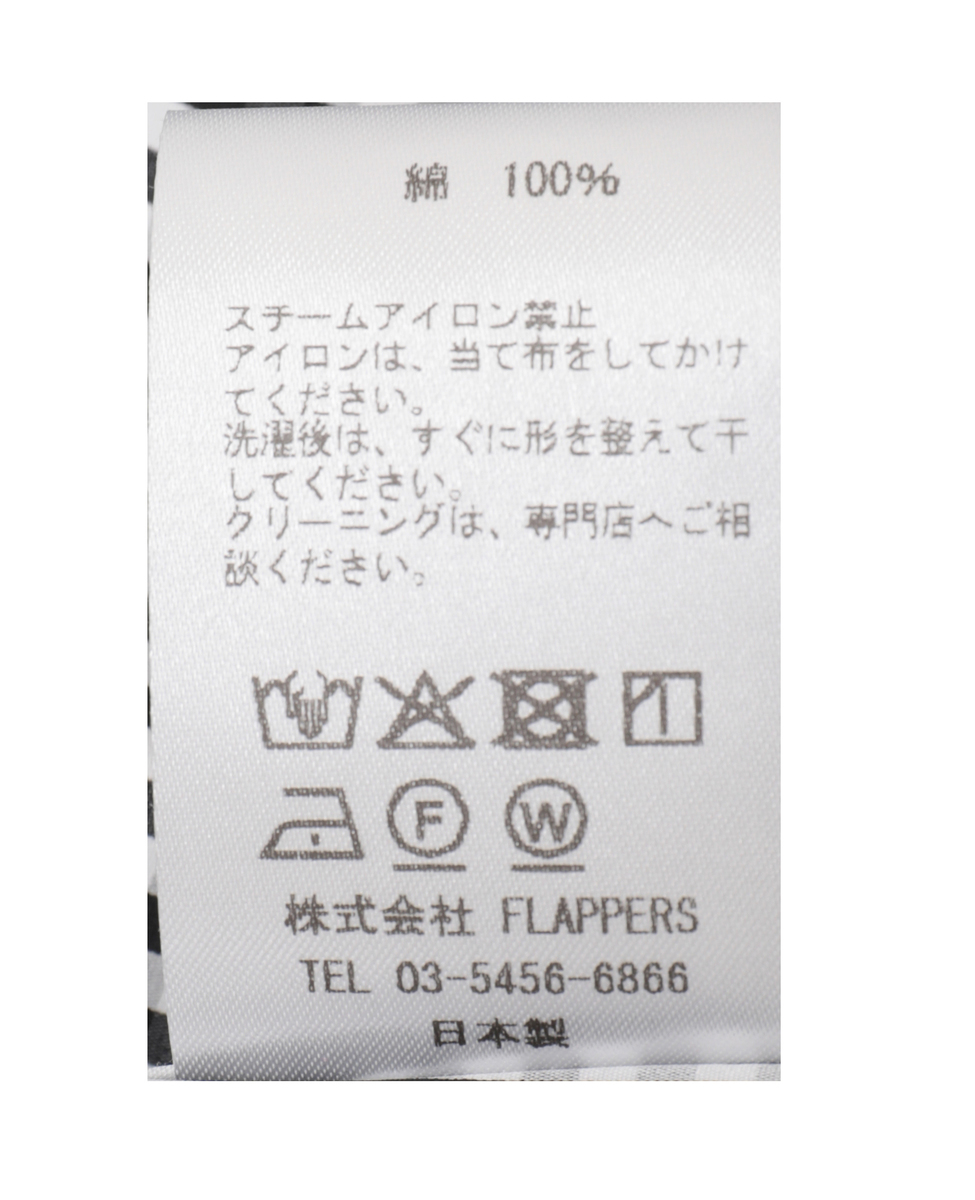 綿 100%
スチームアイロン禁止
アイロンは、当て布をしてかけ
てください。
洗濯後は、すぐに形を整えて干
してください。
クリーニングは、専門店へご相
談ください。
F W
株式会社 FLAPPERS
TEL 03-5456-6866
日本製